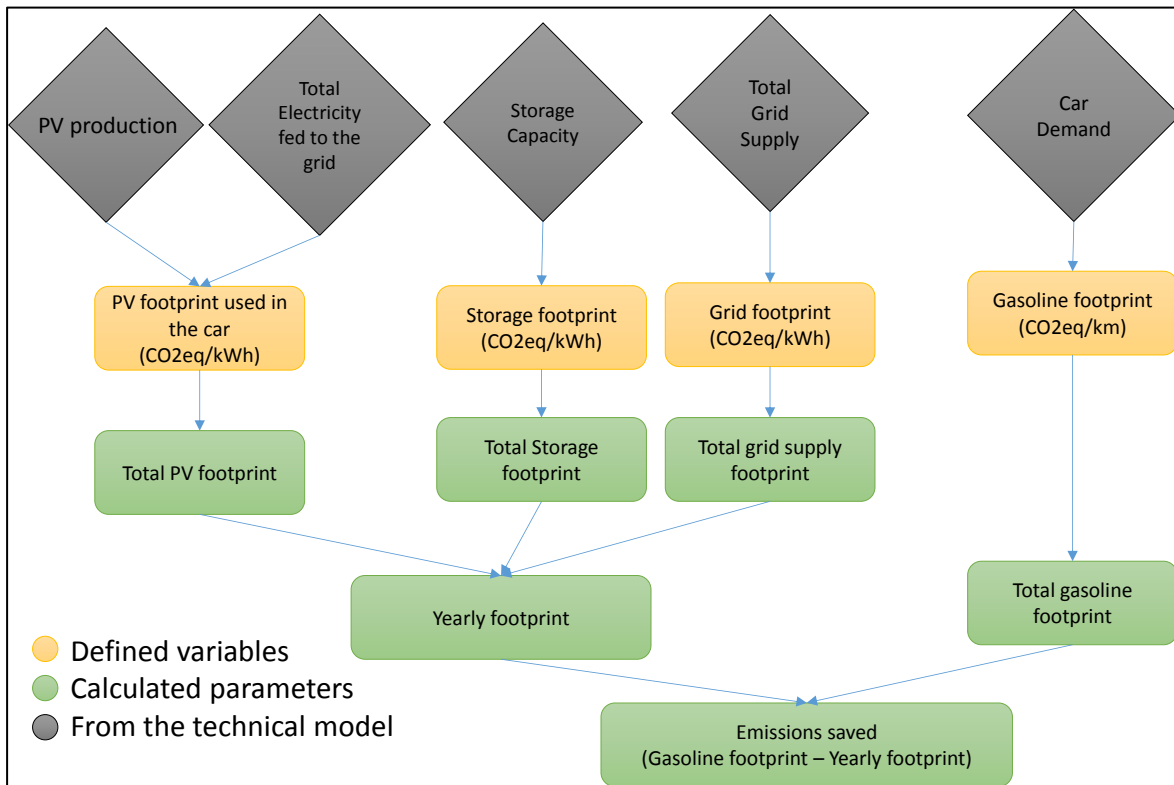 PV production
Total
Electricity
fed to the
grid
Storage
Capacity
Total
Grid
Supply
Car
Demand
PV footprint used in
the car
(CO2eq/kWh)
Storage footprint
(CO2eq/kWh)
Grid footprint
(CO2eq/kWh)
Gasoline footprint
(CO2eq/km)
Total PV footprint
Total Storage
footprint
Total grid supply
footprint
Yearly footprint
Total gasoline
footprint
Defined variables
Calculated parameters
From the technical model
Emissions saved
(Gasoline footprint – Yearly footprint)